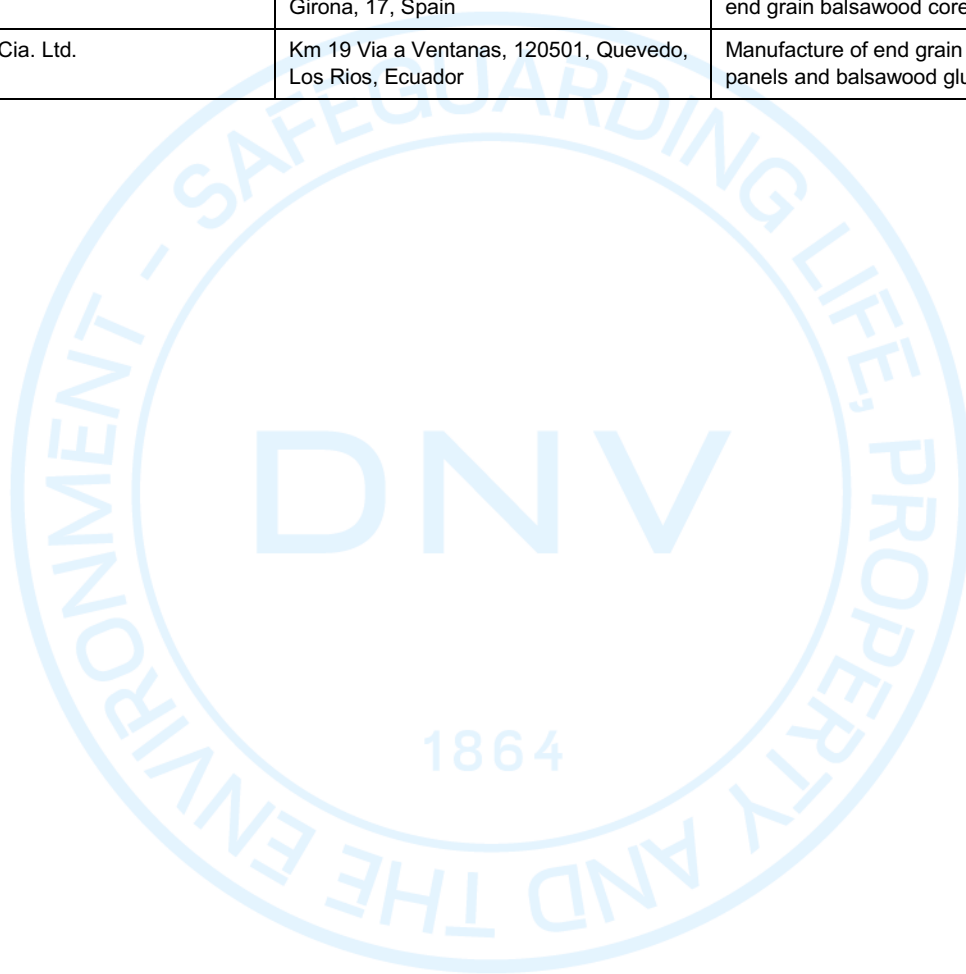 Girona, 17, Spain
end grain balsawood core
Cia. Ltd.
Km 19 Via a Ventanas, 120501, Quevedo,
Los Rios, Ecuador
Manufacture of end grain
panels and balsawood glu
SAFEGUARDING LIFE, PROPERTY AND THE ENVIRONMENT -
DNV
1864